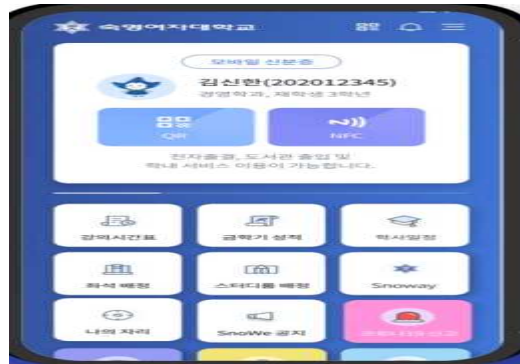 숙명여자대학교
모바일 신분증
김신한(202012345)
경영학과, 재학생 3학년
QR
NFC
전자출결, 도서관 출입 및
학내 서비스 이용이 가능합니다.
강의시간표
금학기 성적
학사일정
좌석 배정
스터디룸 배정
Snoway
나의 자리
SnoWe 공지